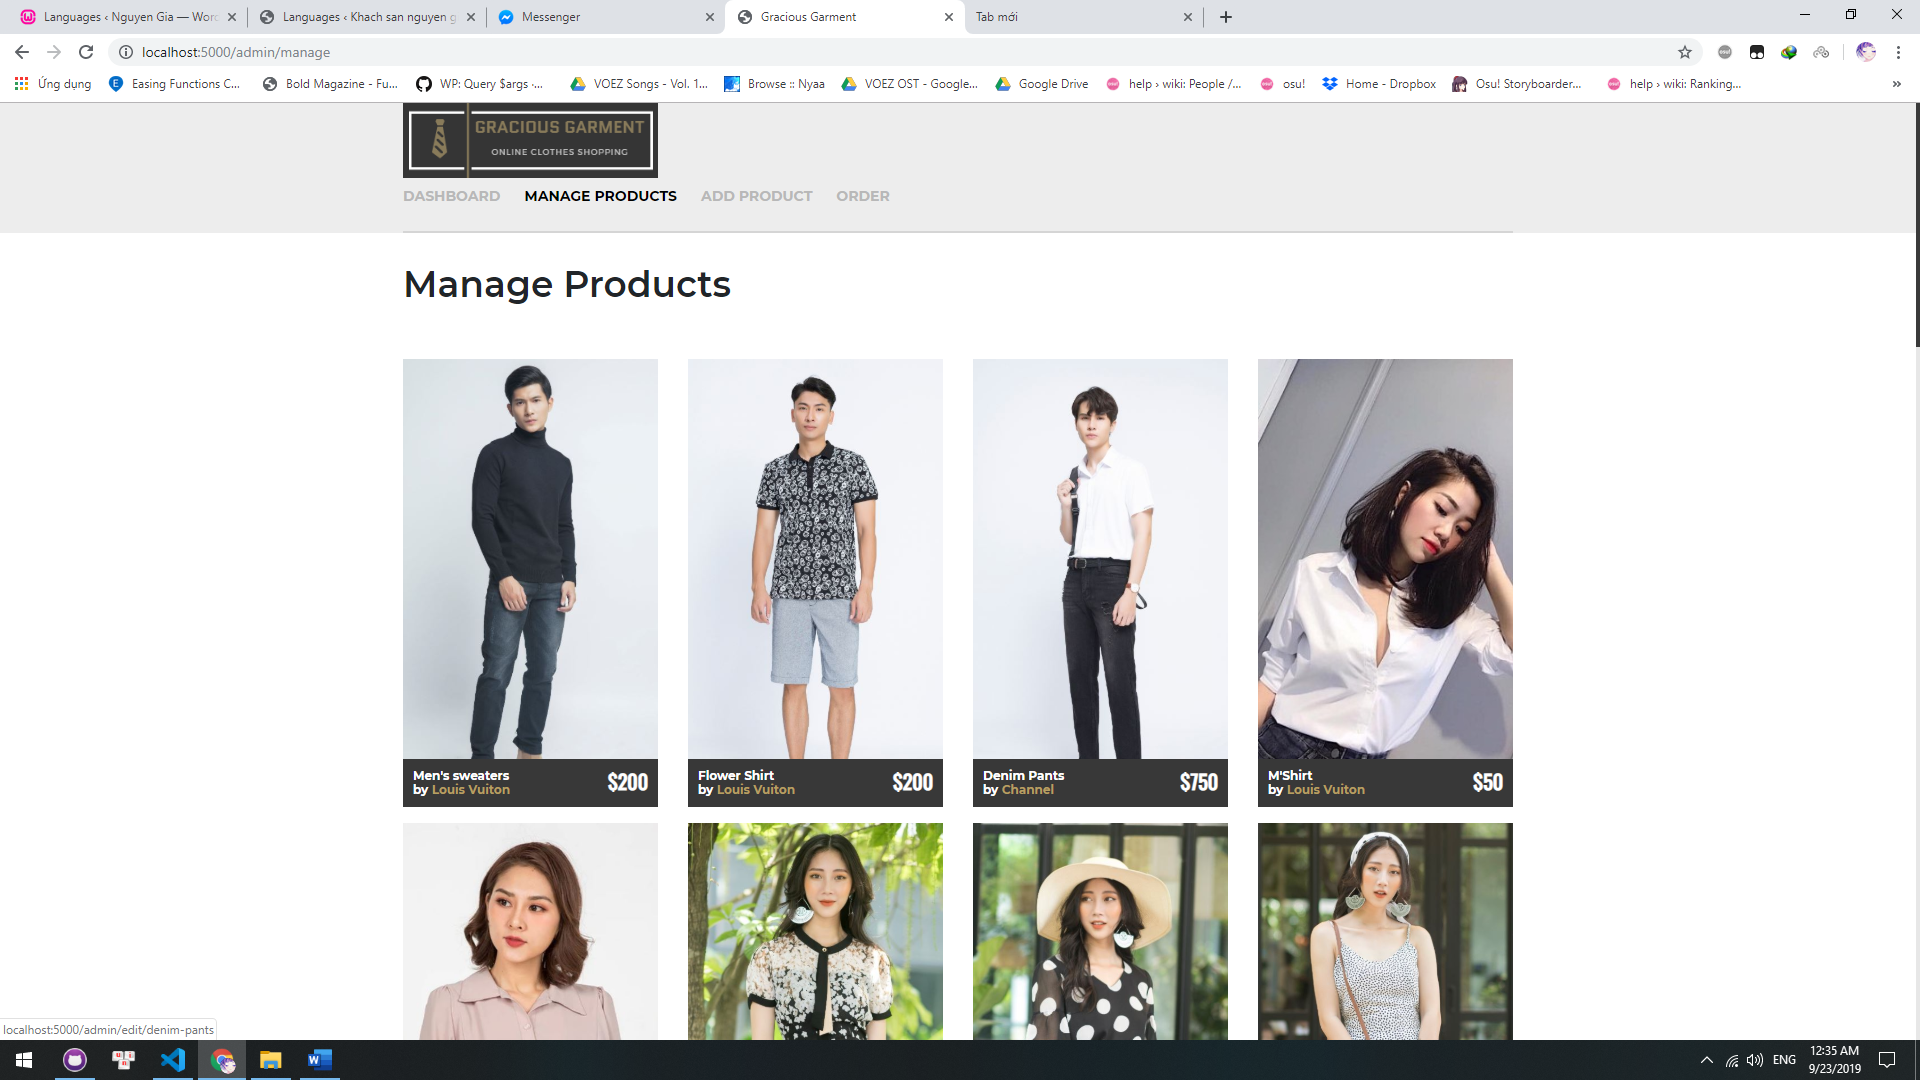 Languages ‹ Nguyen Gia — Word
Languages ‹ Khach san nguyen g
Messenger
Gracious Garment
Tab mới
localhost:5000/admin/manage
Ứng dụng
Easing Functions C...
Bold Magazine - Fu...
WP: Query $args -...
VOEZ Songs - Vol. 1...
Browse :: Nyaa
VOEZ OST - Google...
Google Drive
help › wiki: People /...
osu!
Home - Dropbox
Osu! Storyboarder...
help › wiki: Ranking...
»
GRACIOUS GARMENT
ONLINE CLOTHES SHOPPING
DASHBOARD
MANAGE PRODUCTS
ADD PRODUCT
ORDER
Manage Products
Men's sweaters
by Louis Vuiton
$200
Flower Shirt
by Louis Vuiton
$200
Denim Pants
by Channel
$750
M'Shirt
by Louis Vuiton
$50
localhost:5000/admin/edit/denim-pants
ENG
12:35 AM
9/23/2019